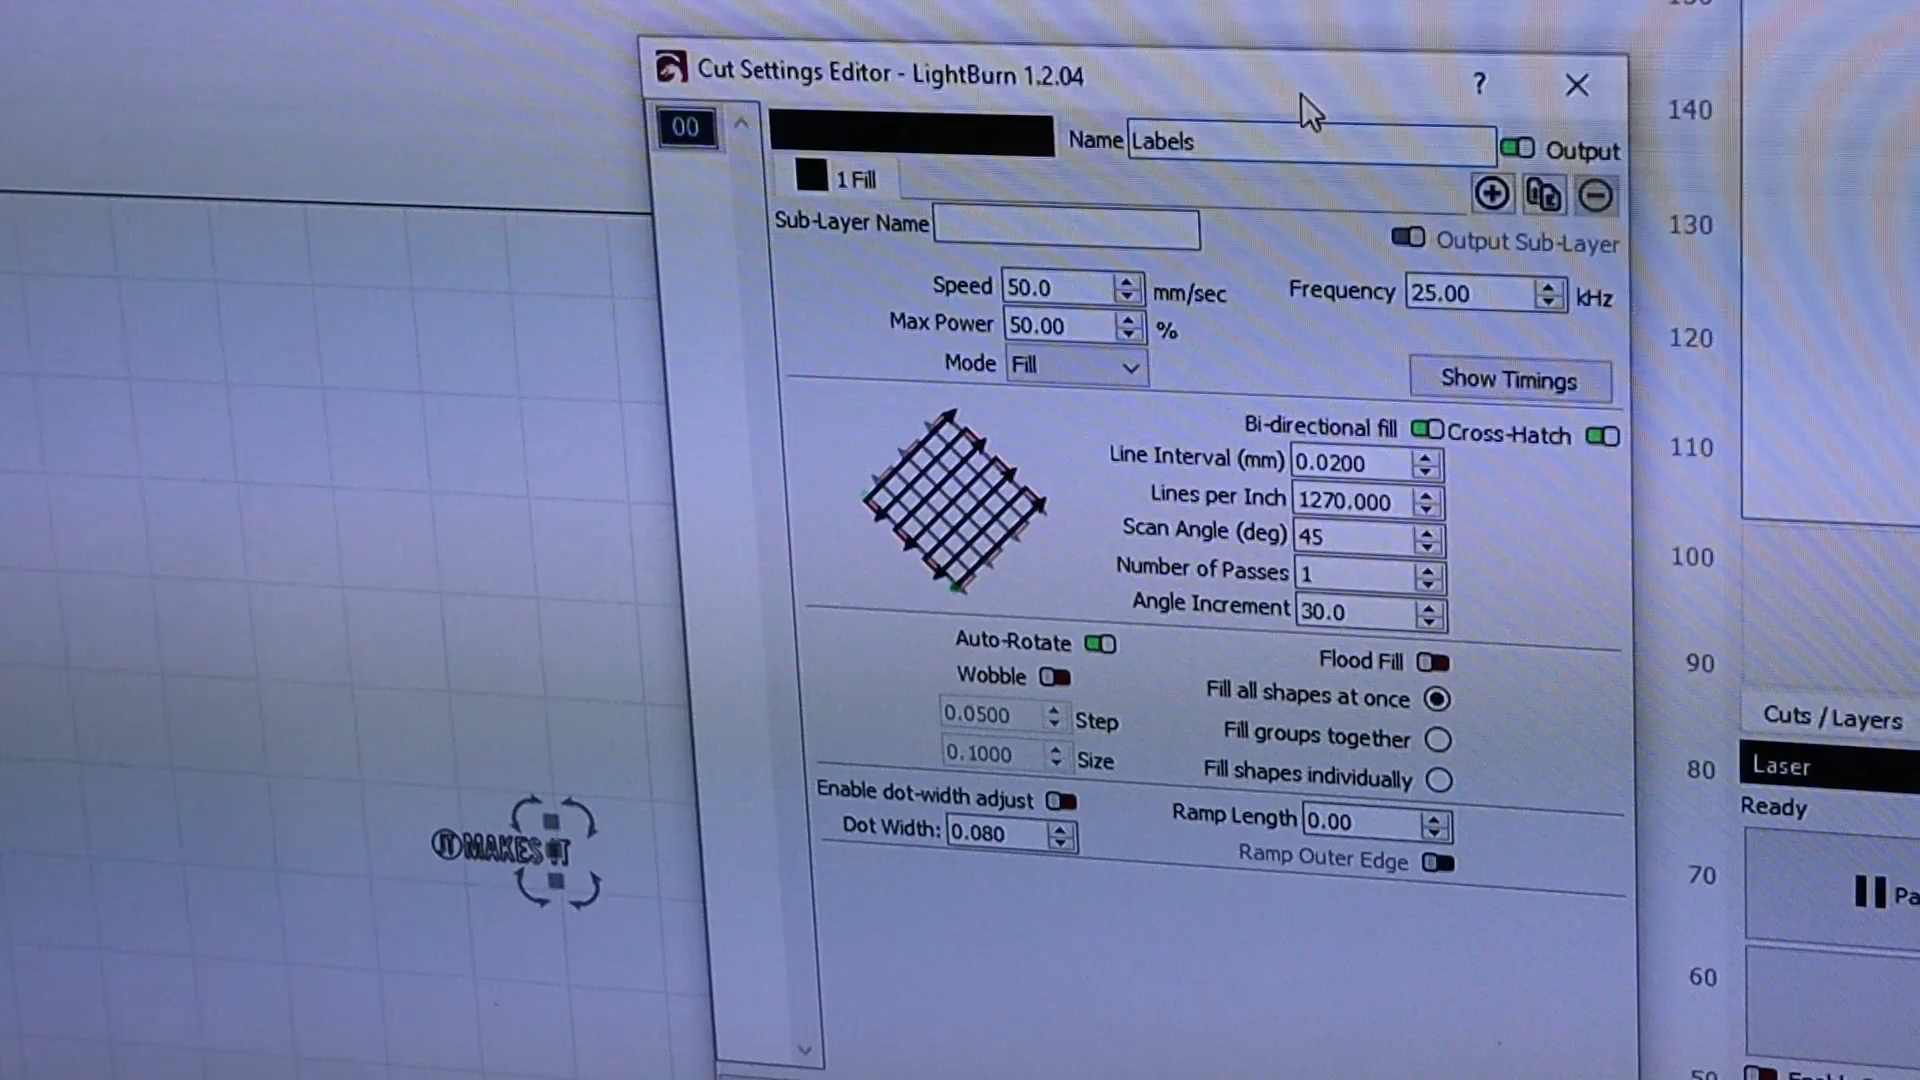 Cut Settings Editor - LightBurn 1.2.04
?
00
Name Labels
Output
1 Fill
Sub-Layer Name
Output Sub-Layer
Speed 50.0 mm/sec
Frequency 25.00 kHz
Max Power 50.00 %
Mode Fill
Show Timings
Bi-directional fill
Cross-Hatch
Line Interval (mm) 0.0200
Lines per Inch 1270.000
Scan Angle (deg) 45
Number of Passes 1
Angle Increment 30.0
Auto-Rotate
Flood Fill
Wobble
Fill all shapes at once
0.0500 Step
Fill groups together
0.1000 Size
Fill shapes individually
Enable dot-width adjust
Ramp Length 0.00
Dot Width: 0.080
Ramp Outer Edge
MAKES IT
140
130
120
110
100
90
80
70
60
Cuts / Layers
Laser
Ready